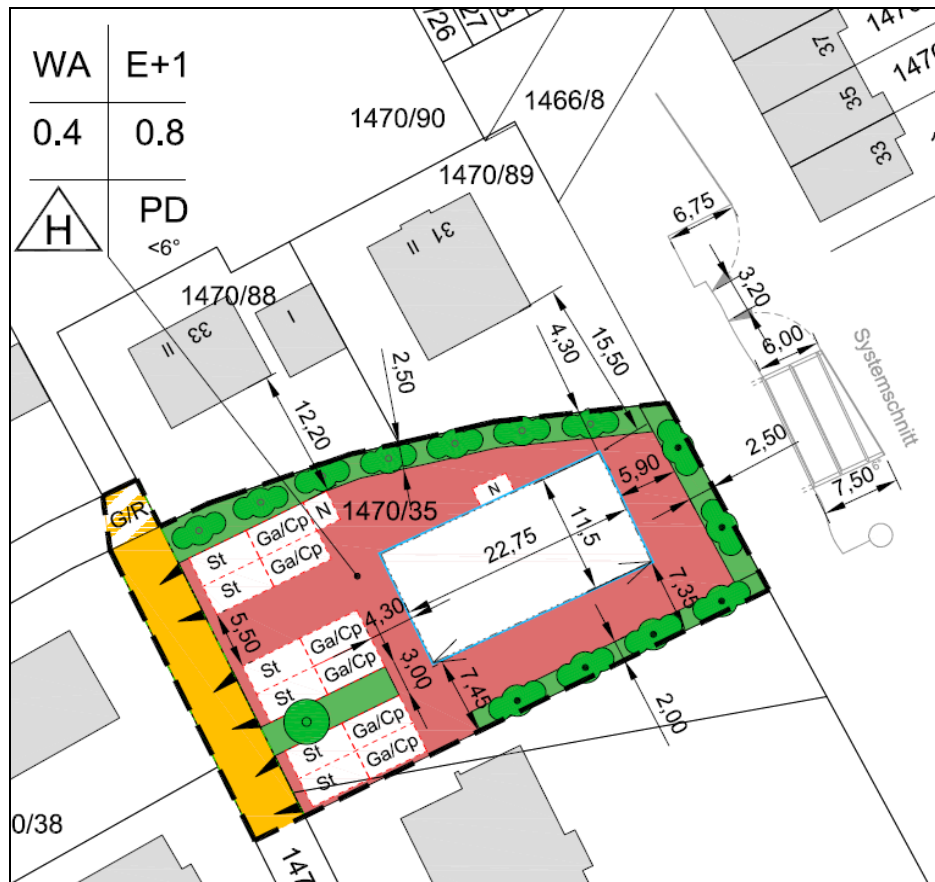 WA E+1
0.4 0.8
H PD
<6°
/26
27
1470/90
1466/8
1470/89
37
35
33
1470
31
II
6,75
3,20
6,00
Systemschnitt
7,50
1470/88
33
II
I
2,50
4,30
15,50
12,20
2,50
G/R
1470/35
N
N
5,90
11,5
22,75
St Ga/Cp
St Ga/Cp
5,50
4,30
7,35
St Ga/Cp
St Ga/Cp
3,00
7,45
2,00
St Ga/Cp
St Ga/Cp
0/38
147